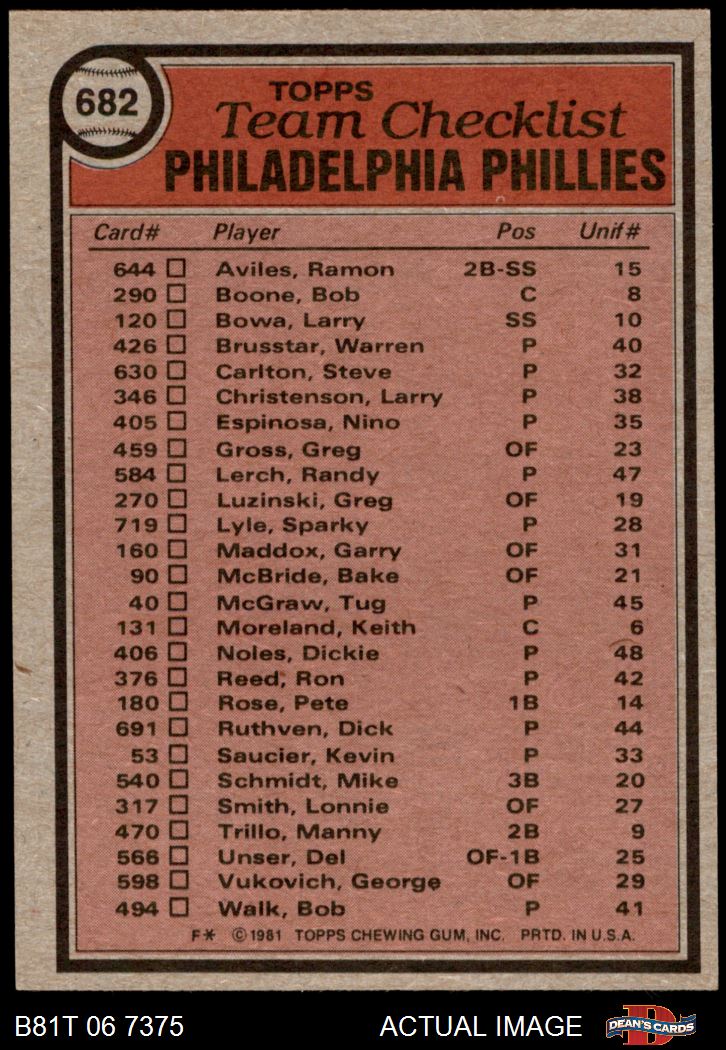 682
TOPPS
Team Checklist
PHILADELPHIA PHILLIES
Card# Player Pos Unif#
644 Aviles, Ramon 2B-SS 15
290 Boone, Bob C 8
120 Bowa, Larry SS 10
426 Brusstar, Warren P 40
630 Carlton, Steve P 32
346 Christenson, Larry P 38
405 Espinosa, Nino P 35
459 Gross, Greg OF 23
584 Lerch, Randy P 47
270 Luzinski, Greg OF 19
719 Lyle, Sparky P 28
160 Maddox, Garry OF 31
90 McBride, Bake OF 21
40 McGraw, Tug P 45
131 Moreland, Keith C 6
406 Noles, Dickie P 48
376 Reed, Ron P 42
180 Rose, Pete 1B 14
691 Ruthven, Dick P 44
53 Saucier, Kevin P 33
540 Schmidt, Mike 3B 20
317 Smith, Lonnie OF 27
470 Trillo, Manny 2B 9
566 Unser, Del OF-1B 25
598 Vukovich, George OF 29
494 Walk, Bob P 41
F* ©1981 TOPPS CHEWING GUM, INC. PRTD. IN U.S.A.
B81T 06 7375 ACTUAL IMAGE D DEAN'S CARDS